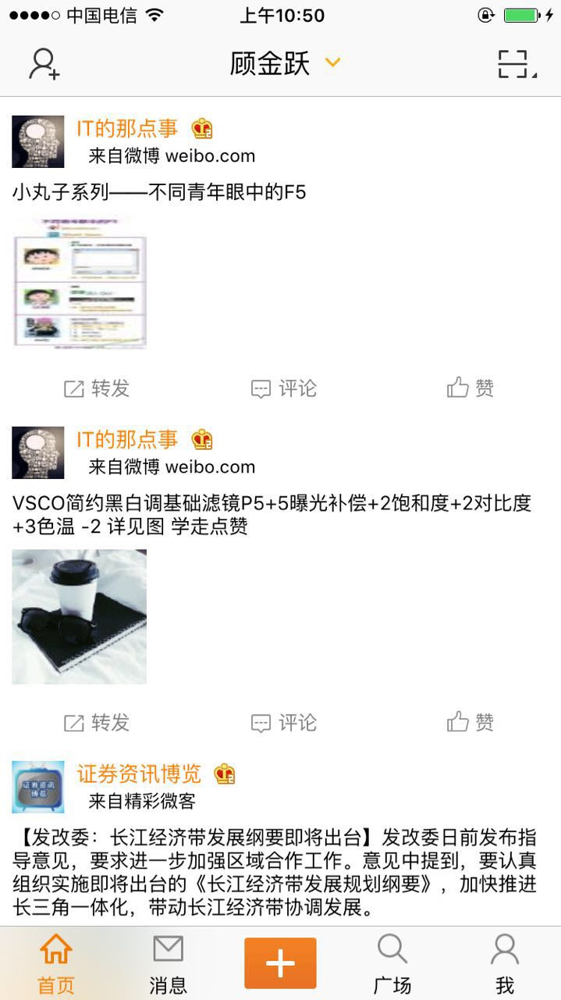 中国电信
上午10:50
顾金跃
IT的那点事
来自微博 weibo.com
小丸子系列——不同青年眼中的F5
转发
评论
赞
IT的那点事
来自微博 weibo.com
VSCO简约黑白调基础滤镜P5+5曝光补偿+2饱和度+2对比度
+3色温 -2 详见图 学走点赞
转发
评论
赞
证券资讯博览
来自精彩微客
证券资讯
博览
【发改委：长江经济带发展纲要即将出台】发改委日前发布指
导意见，要求进一步加强区域合作工作。意见中提到，要认真
组织实施即将出台的《长江经济带发展规划纲要》，加快推进
长三角一体化，带动长江经济带协调发展。
首页
消息
广场
我